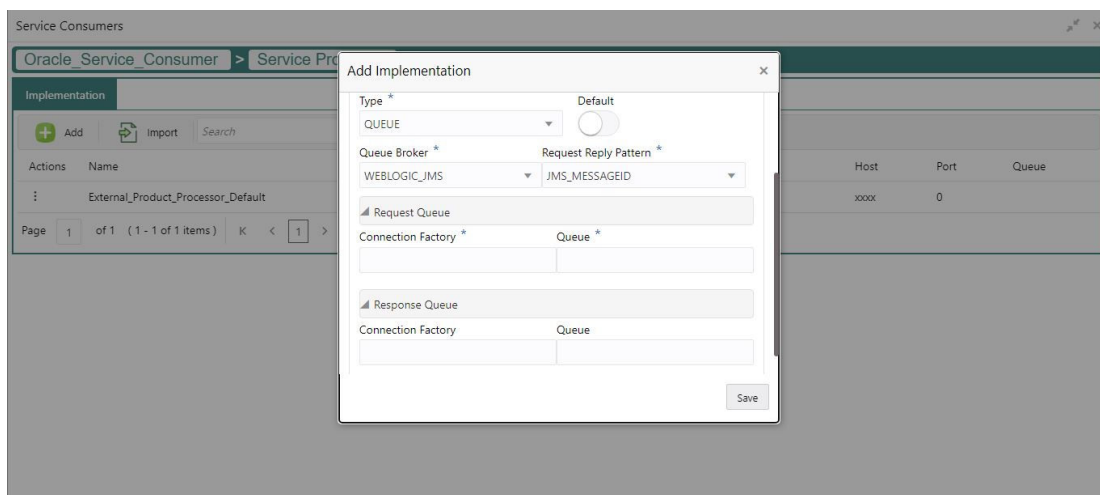 Service Consumers
Oracle_Service_Consumer > Service Pro
Implementation
Add Import Search
Actions Name Host Port Queue
External_Product_Processor_Default xxxx 0
Page 1 of 1 (1 - 1 of 1 items) K < 1 >
Add Implementation ×
Type * Default
QUEUE
Queue Broker * Request Reply Pattern *
WEBLOGIC_JMS JMS_MESSAGEID
Request Queue
Connection Factory * Queue *
Response Queue
Connection Factory Queue
Save